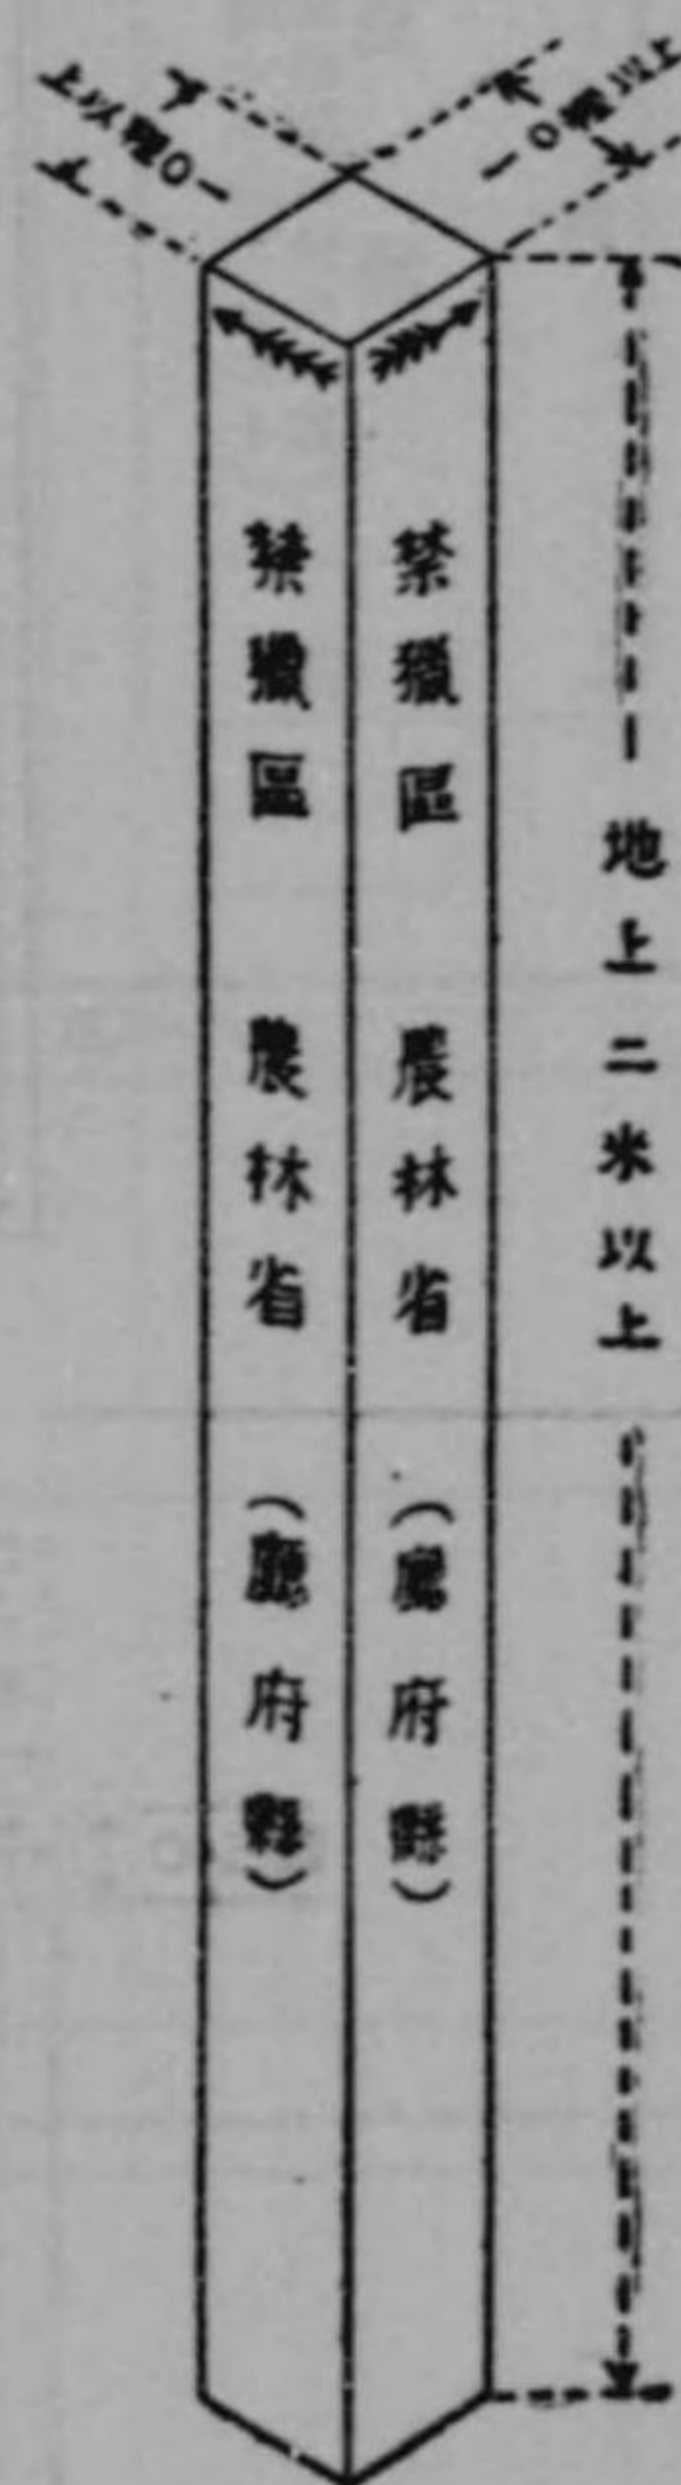 一〇糎以上
一〇糎以上
地上二米以上
禁獵區 農林省 (廳府縣)
禁獵區 農林省 (廳府縣)